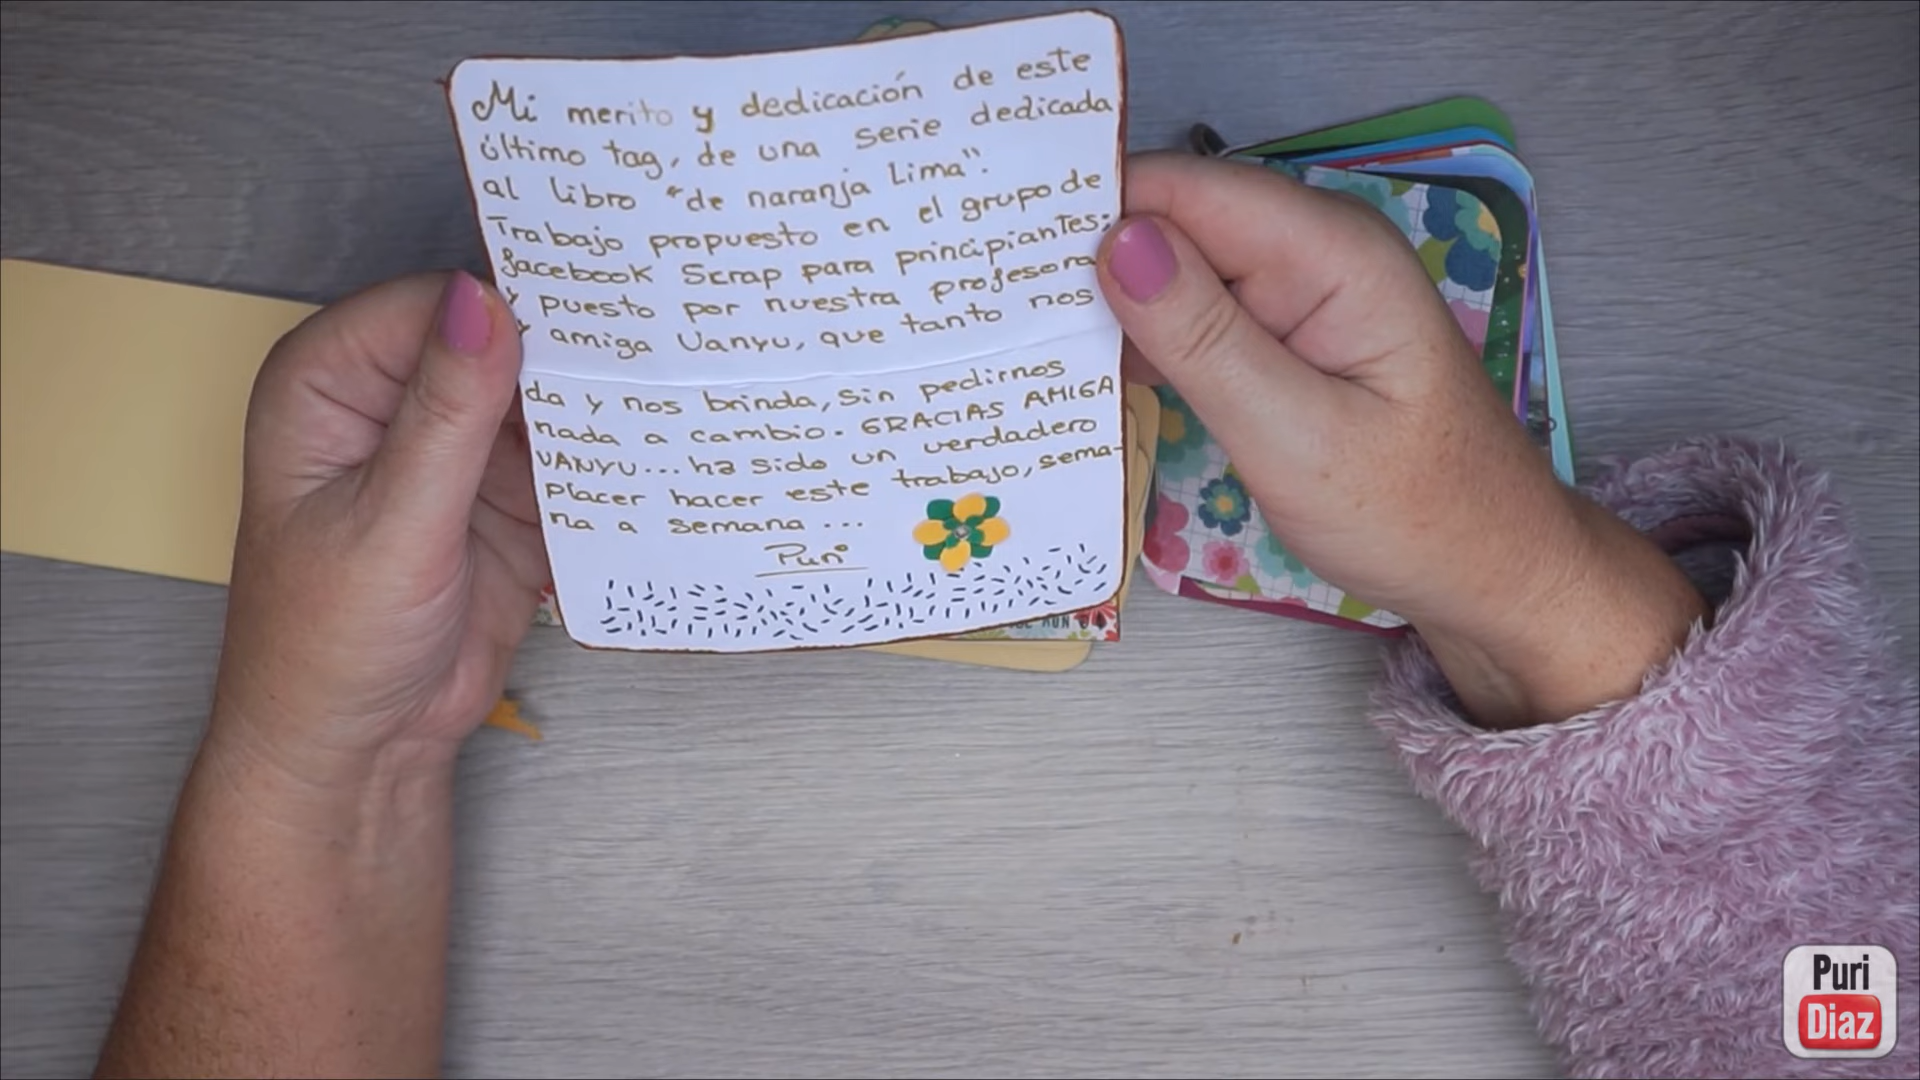 Mi merito y dedicación de este
último tag, de una serie dedicada
al libro "de naranja Lima".
Trabajo propuesto en el grupo de
facebook Scrap para principiantes;
y puesto por nuestra profesora
y amiga Vanyu, que tanto nos
da y nos brinda, sin pedirnos
nada a cambio. GRACIAS AMIGA
VANYU... ha sido un verdadero
placer hacer este trabajo, sema-
na a semana ...
Puri
Puri
Diaz